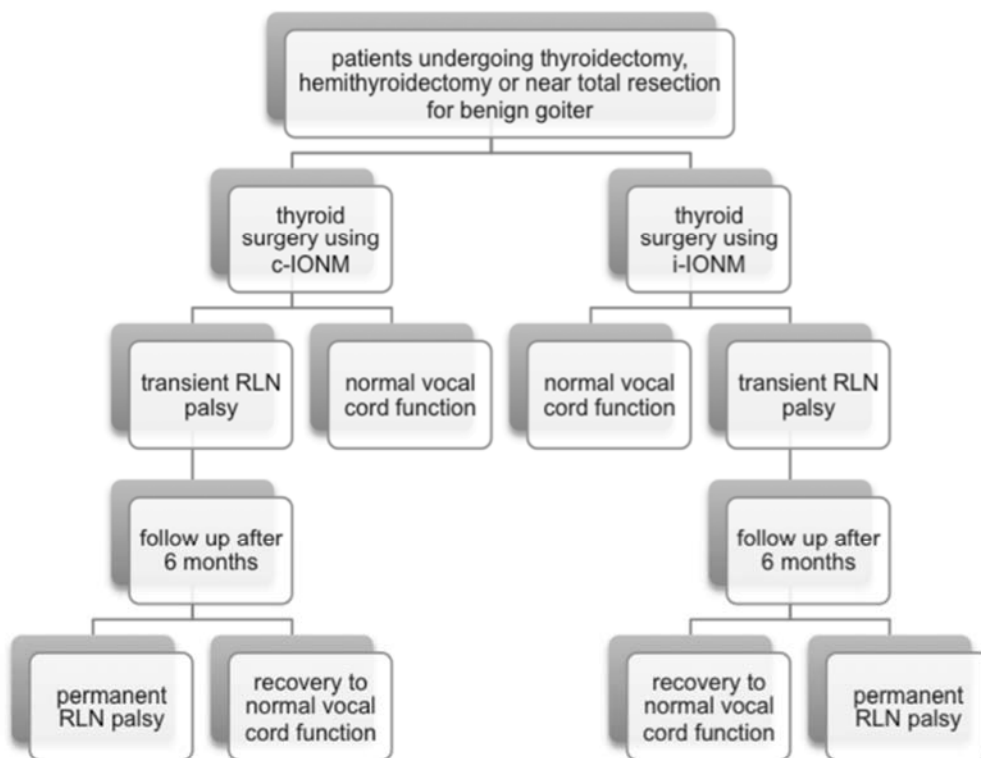 patients undergoing thyroidectomy,
hemithyroidectomy or near total resection
for benign goiter
thyroid
surgery using
c-IONM
thyroid
surgery using
i-IONM
transient RLN
palsy
normal vocal
cord function
normal vocal
cord function
transient RLN
palsy
follow up after
6 months
follow up after
6 months
permanent
RLN palsy
recovery to
normal vocal
cord function
recovery to
normal vocal
cord function
permanent
RLN palsy